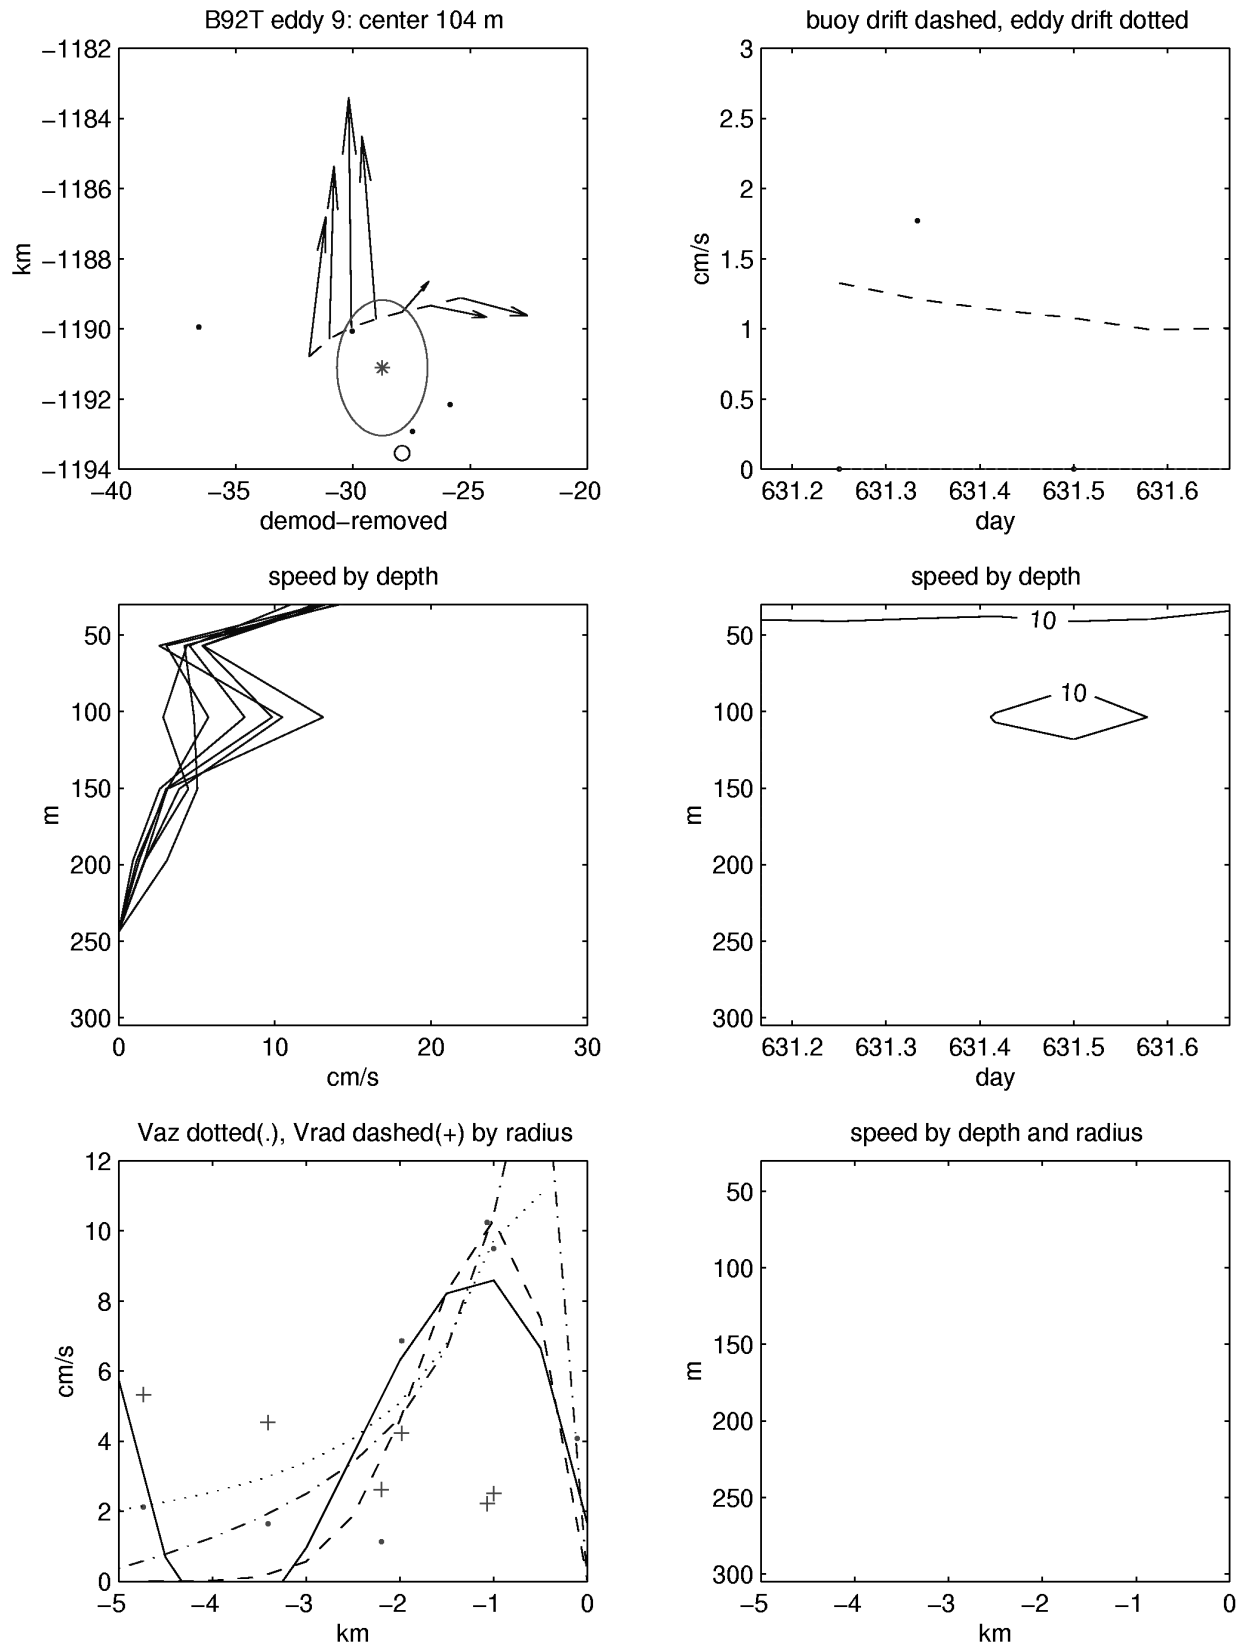 B92T eddy 9: center 104 m
−1182
−1184
−1186
−1188
−1190
−1192
−1194
km
−40 −35 −30 −25 −20
demod−removed
buoy drift dashed, eddy drift dotted
3
2.5
2
1.5
1
0.5
0
cm/s
631.2 631.3 631.4 631.5 631.6
day
speed by depth
50
100
150
200
250
300
m
0 10 20 30
cm/s
speed by depth
10
10
50
100
150
200
250
300
m
631.2 631.3 631.4 631.5 631.6
day
Vaz dotted(.), Vrad dashed(+) by radius
12
10
8
6
4
2
0
cm/s
−5 −4 −3 −2 −1 0
km
speed by depth and radius
50
100
150
200
250
300
m
−5 −4 −3 −2 −1 0
km